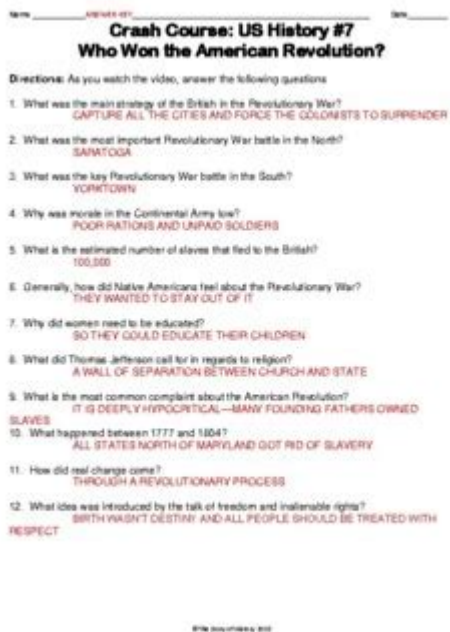 Name ANSWER KEY Date
Crash Course: US History #7
Who Won the American Revolution?
Directions: As you watch the video, answer the following questions
1. What was the main strategy of the British in the Revolutionary War?
CAPTURE ALL THE CITIES AND FORCE THE COLONISTS TO SURRENDER
2. What was the most important Revolutionary War battle in the North?
SARATOGA
3. What was the key Revolutionary War battle in the South?
YORKTOWN
4. Why was morale in the Continental Army low?
POOR RATIONS AND UNPAID SOLDIERS
5. What is the estimated number of slaves that fled to the British?
100,000
6. Generally, how did Native Americans feel about the Revolutionary War?
THEY WANTED TO STAY OUT OF IT
7. Why did women need to be educated?
SO THEY COULD EDUCATE THEIR CHILDREN
8. What did Thomas Jefferson call for in regards to religion?
A WALL OF SEPARATION BETWEEN CHURCH AND STATE
9. What is the most common complaint about the American Revolution?
IT IS DEEPLY HYPOCRITICAL—MANY FOUNDING FATHERS OWNED
SLAVES
10. What happened between 1777 and 1804?
ALL STATES NORTH OF MARYLAND GOT RID OF SLAVERY
11. How did real change come?
THROUGH A REVOLUTIONARY PROCESS
12. What idea was introduced by the talk of freedom and inalienable rights?
BIRTH WASN'T DESTINY AND ALL PEOPLE SHOULD BE TREATED WITH
RESPECT